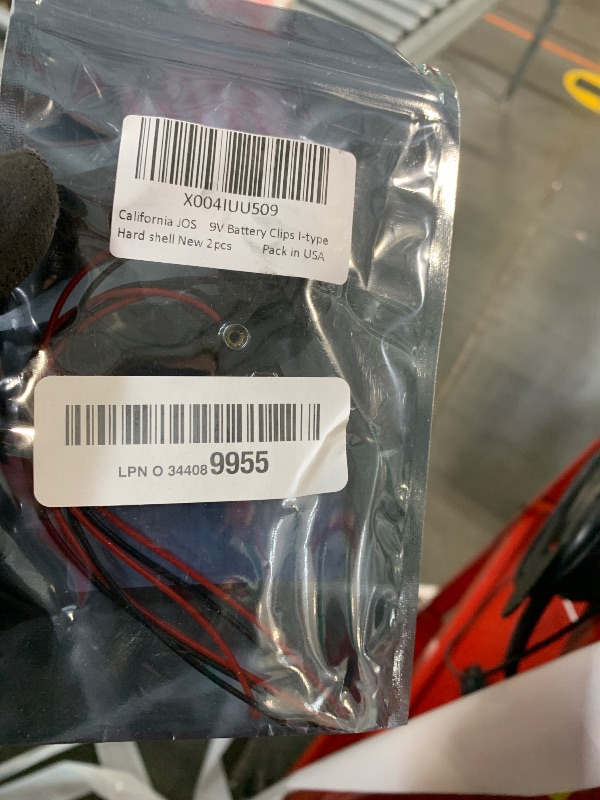 X004IUU509
California JOS 9V Battery Clips I-type
Hard shell New 2pcs Pack in USA
LPN O 34408 9955